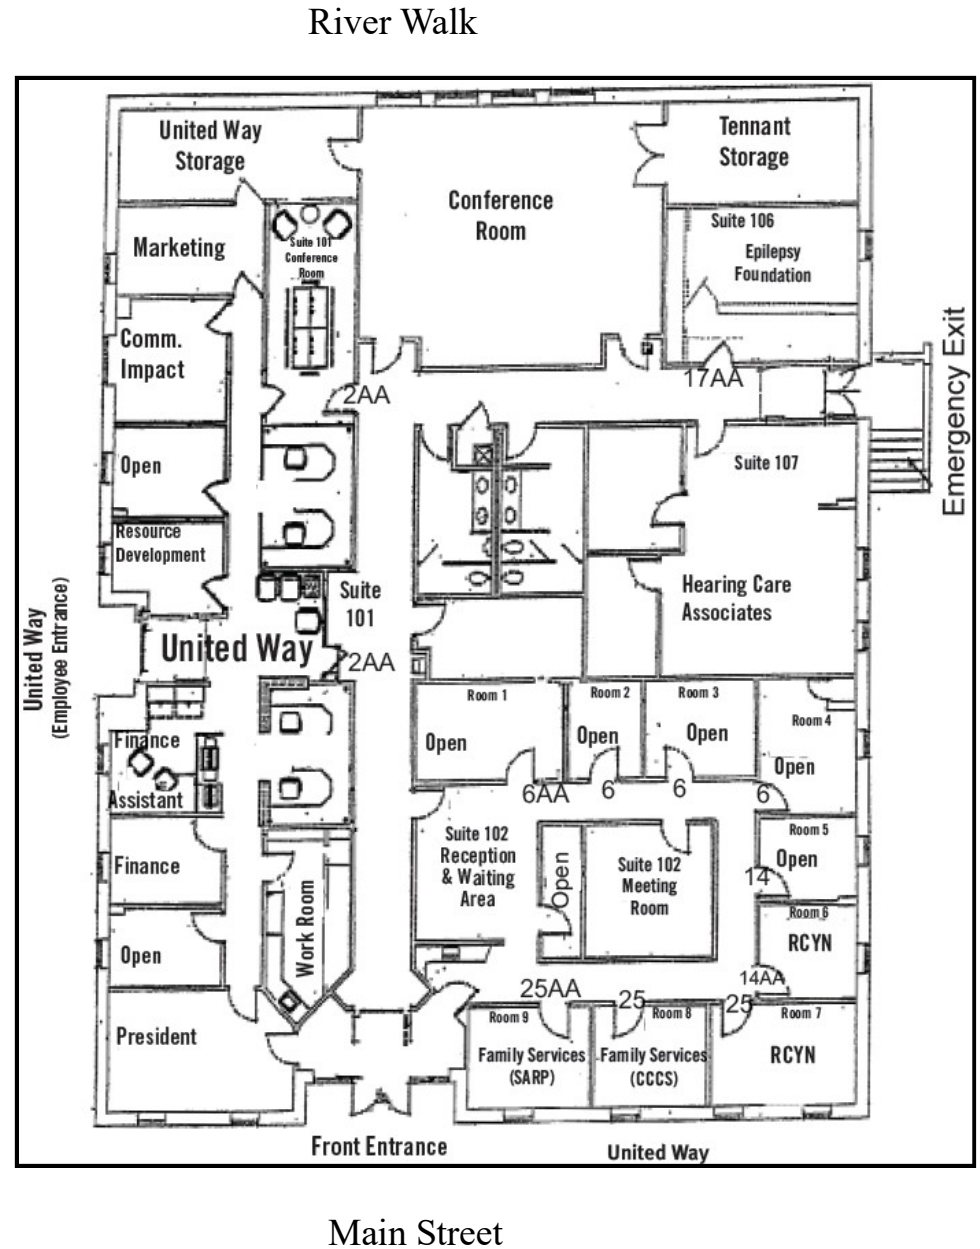 River Walk
United Way
Storage
Tennant
Storage
Conference
Room
Marketing
Suite 101
Conference
Room
Suite 106
Epilepsy
Foundation
Comm.
Impact
2AA
17AA
Emergency Exit
Open
Suite 107
Resource
Development
Suite
101
Hearing Care
Associates
United Way
(Employee Entrance)
United Way
2AA
Room 1
Open
Room 2
Open
Room 3
Open
Room 4
Open
Finance
Assistant
6AA
6
6
6
Suite 102
Reception
& Waiting
Area
Open
Suite 102
Meeting
Room
Room 5
Open
14
Finance
Work Room
Room 6
RCYN
14AA
Open
25AA
25
25
President
Room 9
Family Services
(SARP)
Room 8
Family Services
(CCCS)
Room 7
RCYN
Front Entrance
United Way
Main Street